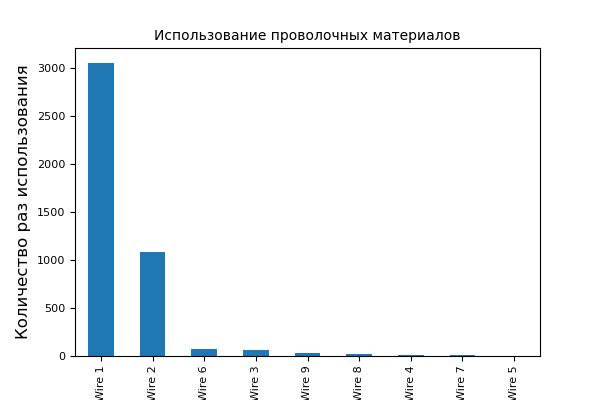 Использование проволочных материалов
Количество раз использования
3000
2500
2000
1500
1000
500
0
Wire 1
Wire 2
Wire 6
Wire 3
Wire 9
Wire 8
Wire 4
Wire 7
Wire 5